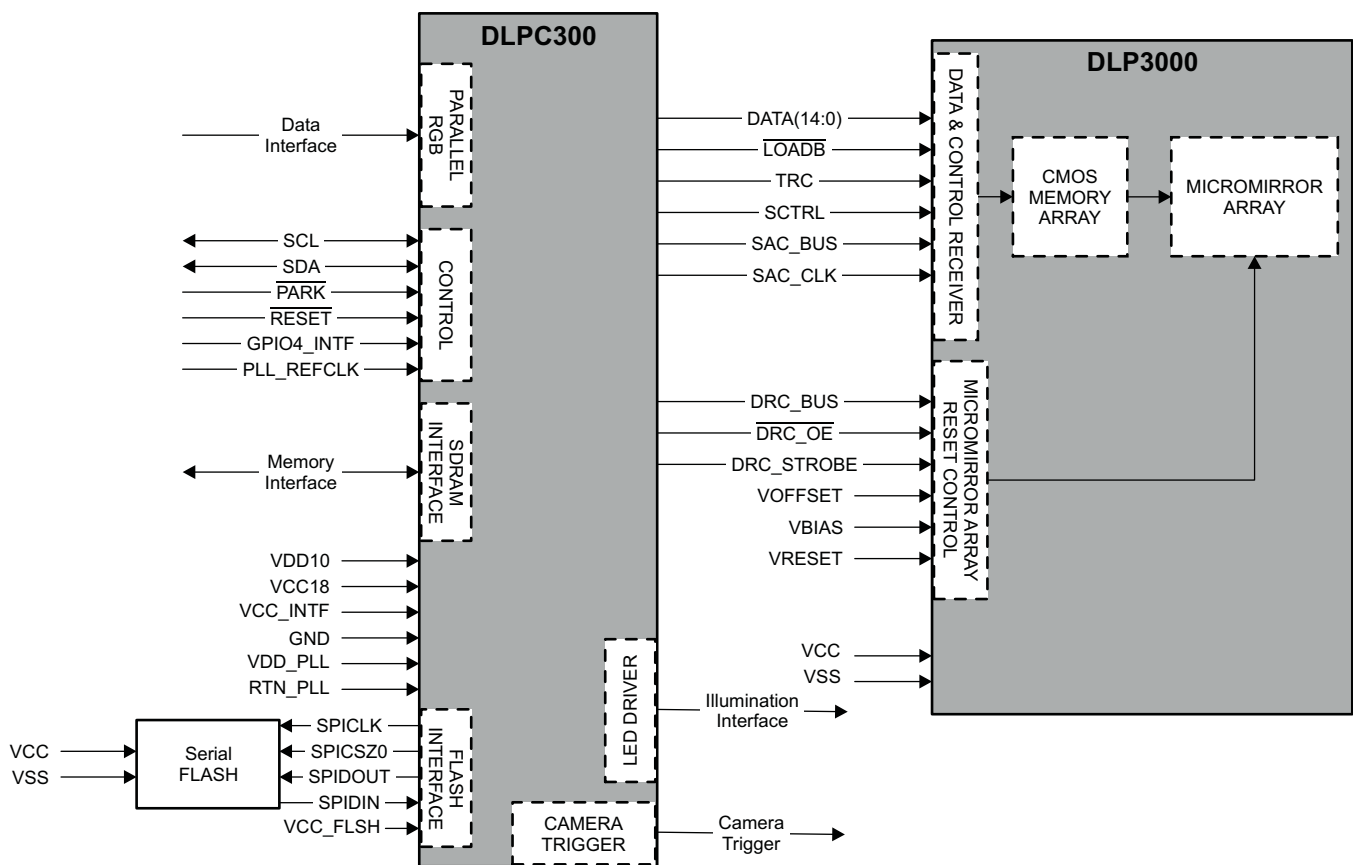 DLPC300
DLP3000
PARALLEL
RGB
Data
Interface
SCL
SDA
PARK
RESET
GPIO4_INTF
PLL_REFCLK
CONTROL
Memory
Interface
SDRAM
INTERFACE
VDD10
VCC18
VCC_INTF
GND
VDD_PLL
RTN_PLL
VCC
VSS
Serial
FLASH
SPICLK
SPICSZ0
SPIDOUT
SPIDIN
VCC_FLSH
FLASH
INTERFACE
LED DRIVER
Illumination
Interface
CAMERA
TRIGGER
Camera
Trigger
DATA(14:0)
LOADB
TRC
SCTRL
SAC_BUS
SAC_CLK
DATA & CONTROL RECEIVER
CMOS
MEMORY
ARRAY
MICROMIRROR
ARRAY
DRC_BUS
DRC_OE
DRC_STROBE
VOFFSET
VBIAS
VRESET
MICROMIRROR ARRAY
RESET CONTROL
VCC
VSS